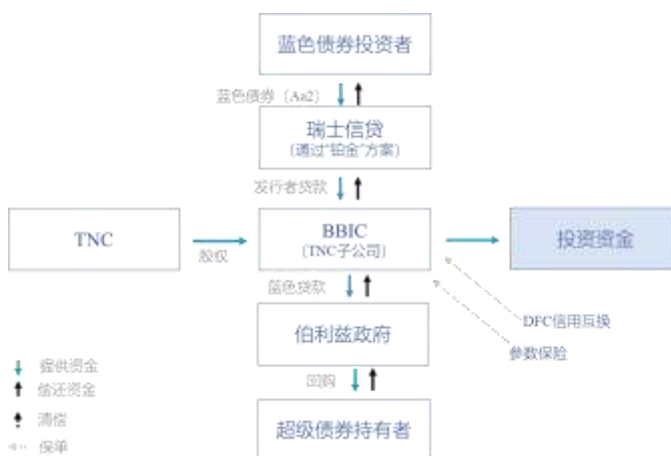 蓝色债券投资者
蓝色债券（Aa2）
瑞士信贷
（通过“铂金”方案）
发行者贷款
TNC
股权
BBIC
（TNC子公司）
投资资金
蓝色贷款
DFC信用互换
伯利兹政府
参数保险
提供资金
回购
偿还资金
超级债券持有者
清偿
保单